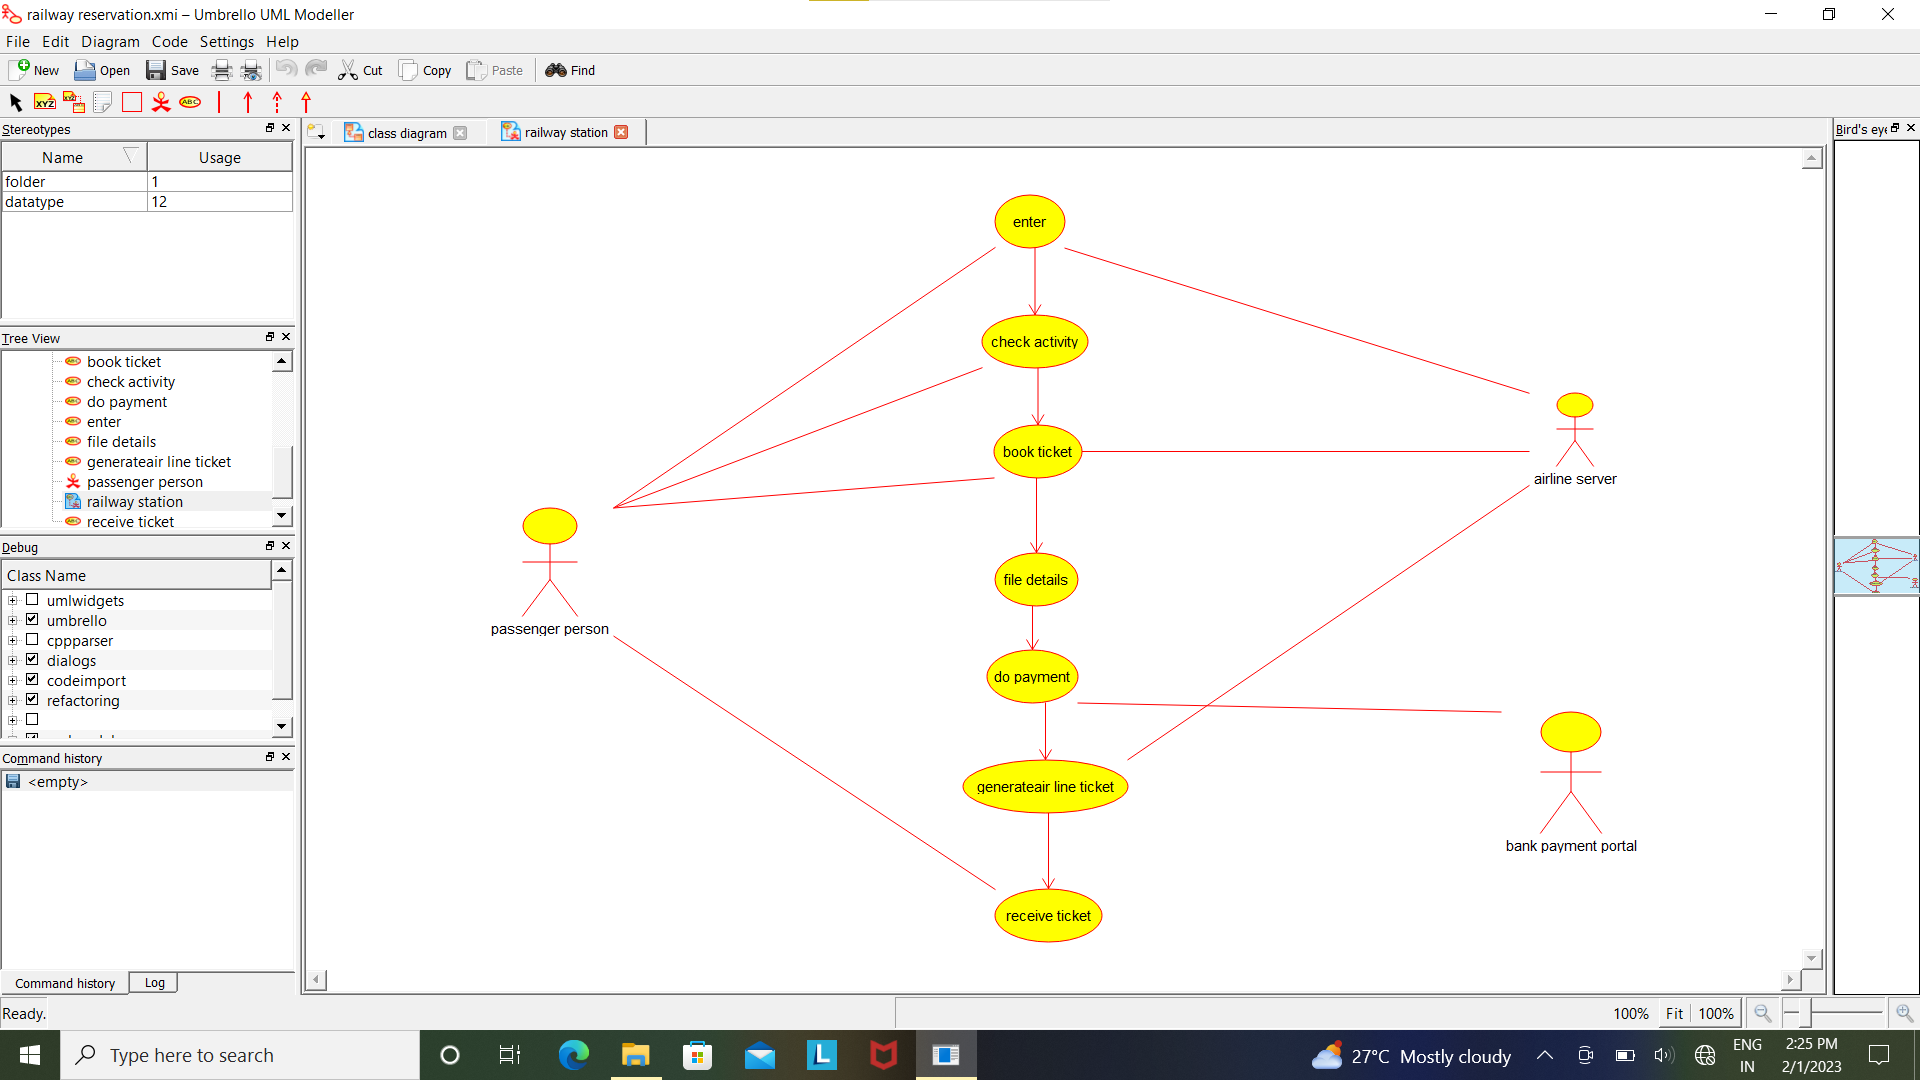 railway reservation.xmi – Umbrello UML Modeller
File Edit Diagram Code Settings Help
New Open Save Cut Copy Paste Find
XYZ XYZ ABC
Stereotypes
Name Usage
folder 1
datatype 12
Tree View
book ticket
check activity
do payment
enter
file details
generateair line ticket
passenger person
railway station
receive ticket
Debug
Class Name
umlwidgets
umbrello
cppparser
dialogs
codeimport
refactoring
Command history
<empty>
Command history Log
class diagram railway station
enter
check activity
book ticket
file details
do payment
generateair line ticket
receive ticket
passenger person
airline server
bank payment portal
Bird's eye
Ready.
100% Fit 100%
Type here to search
L
27°C Mostly cloudy
ENG
IN
2:25 PM
2/1/2023